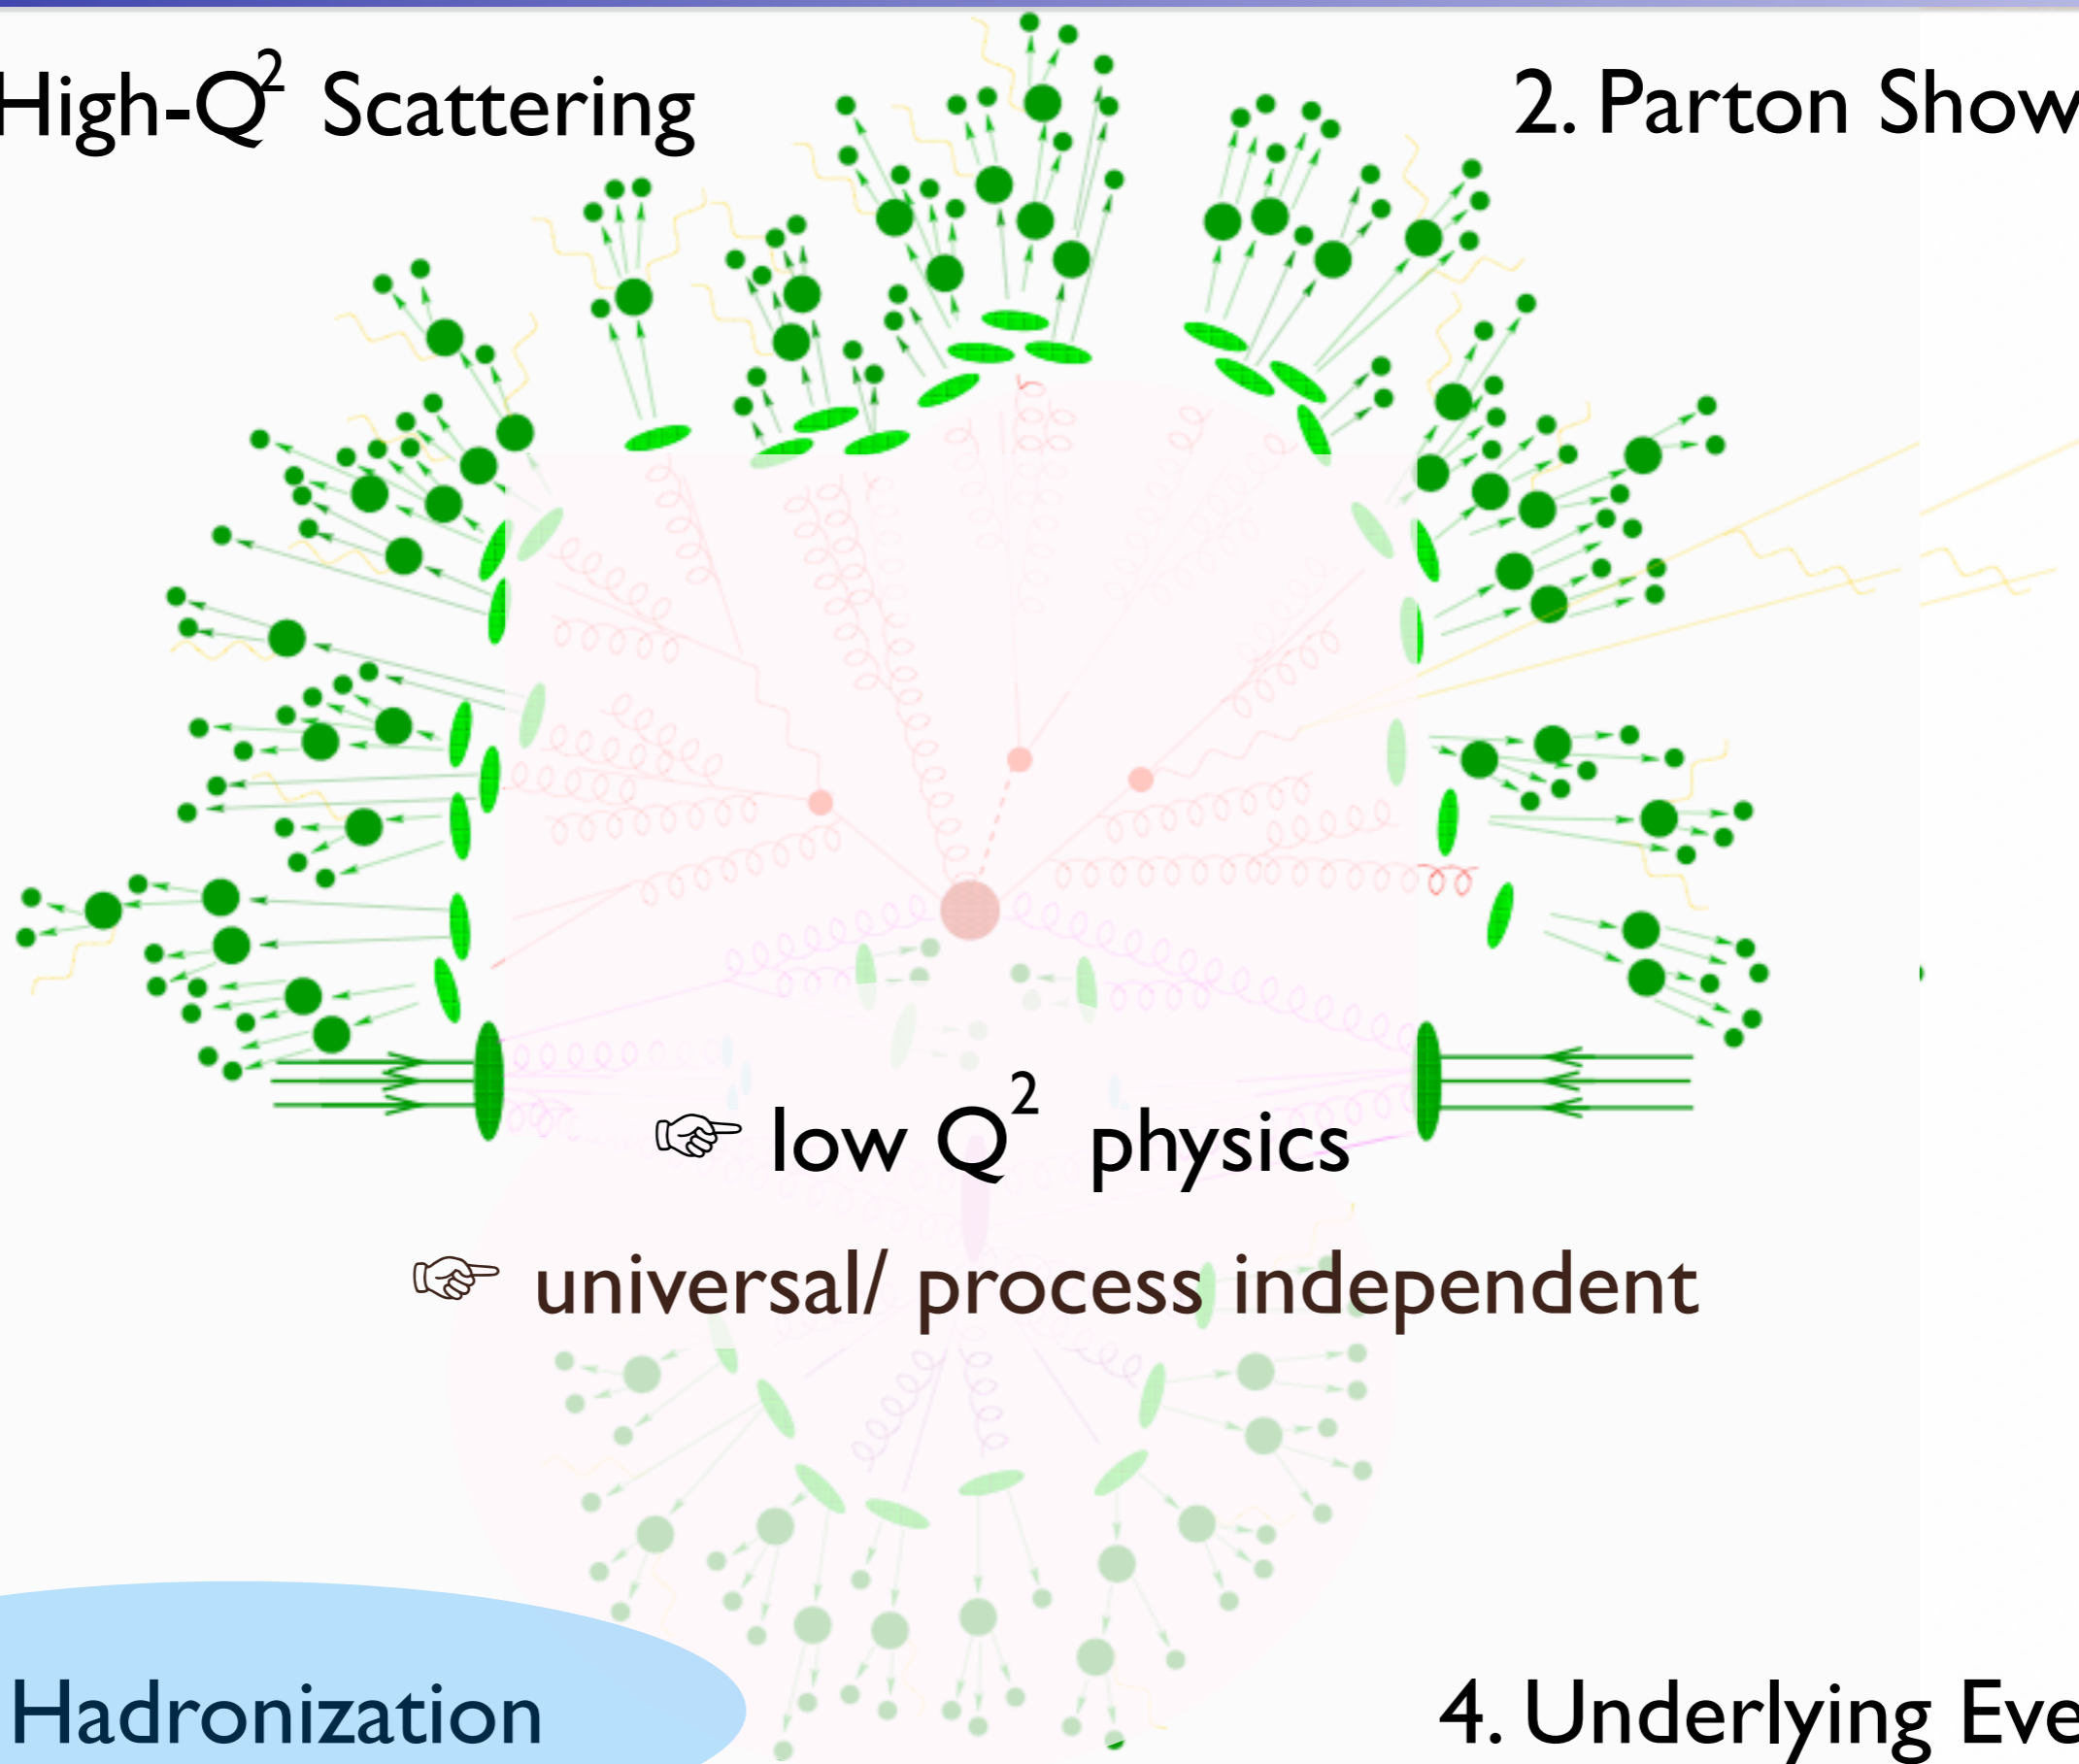 High-Q² Scattering
2. Parton Show
☞ low Q² physics
☞ universal/ process independent
Hadronization
4. Underlying Eve